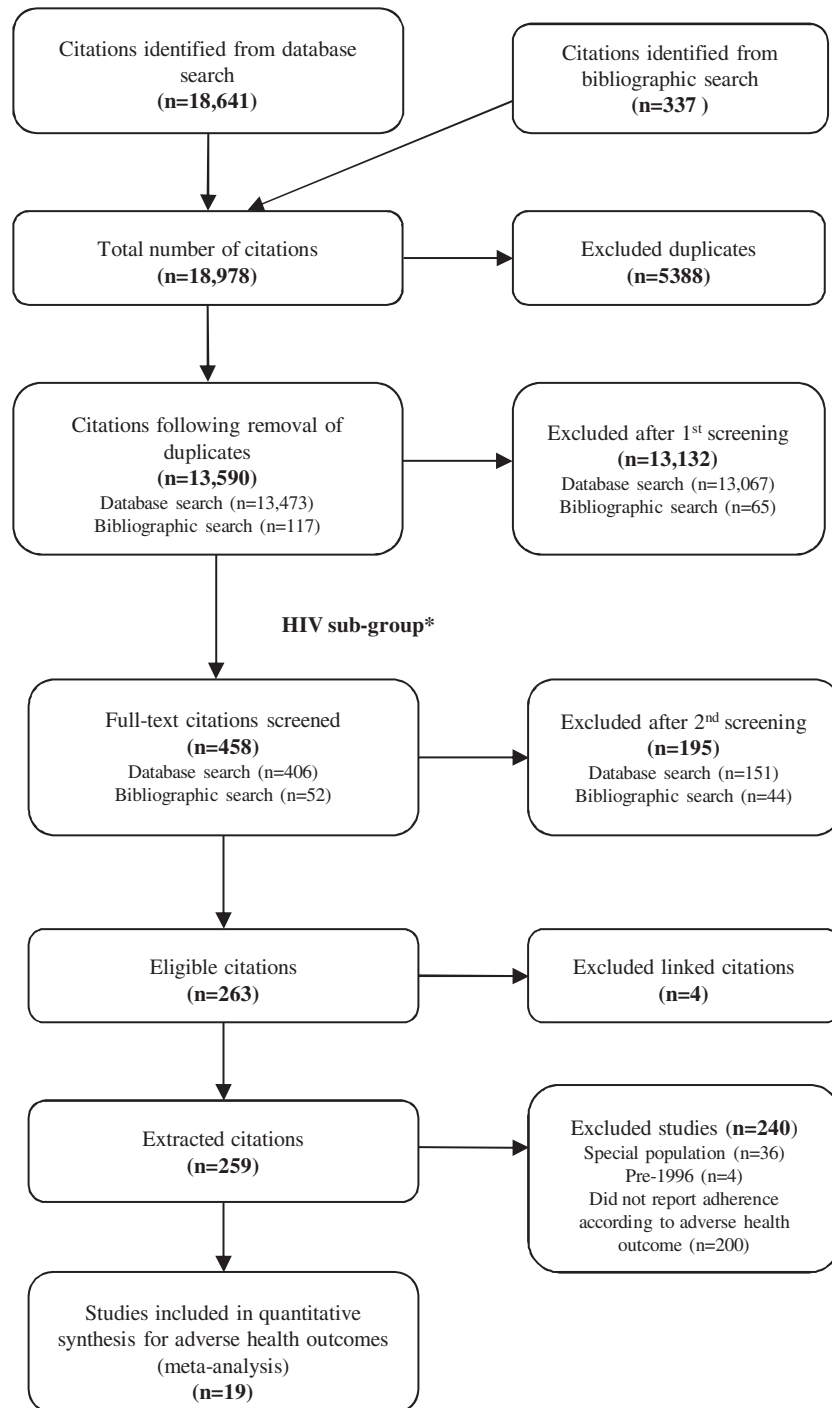 Citations identified from database
search
(n=18,641)
Citations identified from
bibliographic search
(n=337 )
Total number of citations
(n=18,978)
Excluded duplicates
(n=5388)
Citations following removal of
duplicates
(n=13,590)
Database search (n=13,473)
Bibliographic search (n=117)
Excluded after 1st screening
(n=13,132)
Database search (n=13,067)
Bibliographic search (n=65)
HIV sub-group*
Full-text citations screened
(n=458)
Database search (n=406)
Bibliographic search (n=52)
Excluded after 2nd screening
(n=195)
Database search (n=151)
Bibliographic search (n=44)
Eligible citations
(n=263)
Excluded linked citations
(n=4)
Extracted citations
(n=259)
Excluded studies (n=240)
Special population (n=36)
Pre-1996 (n=4)
Did not report adherence
according to adverse health
outcome (n=200)
Studies included in quantitative
synthesis for adverse health outcomes
(meta-analysis)
(n=19)